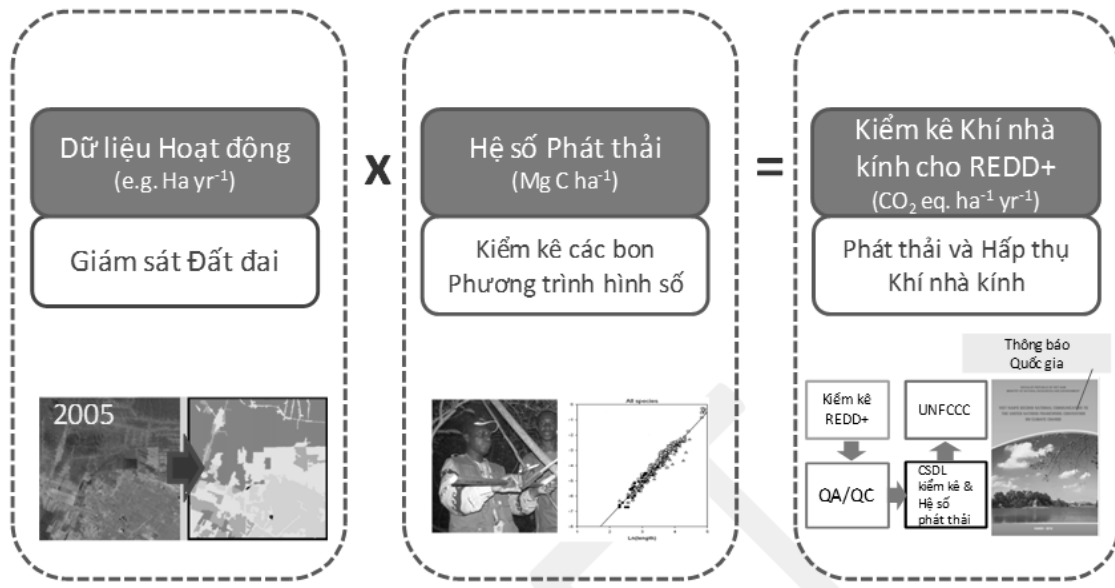 Dữ liệu Hoạt động
(e.g. Ha yr⁻¹)
Giám sát Đất đai
2005
x
Hệ số Phát thải
(Mg C ha⁻¹)
Kiểm kê các bon
Phương trình hình số
All species
Ln(length)
=
Kiểm kê Khí nhà
kính cho REDD+
(CO₂ eq. ha⁻¹ yr⁻¹)
Phát thải và Hấp thụ
Khí nhà kính
Thông báo
Quốc gia
Kiểm kê
REDD+
UNFCCC
QA/QC
CSDL
kiểm kê &
Hệ số
phát thải